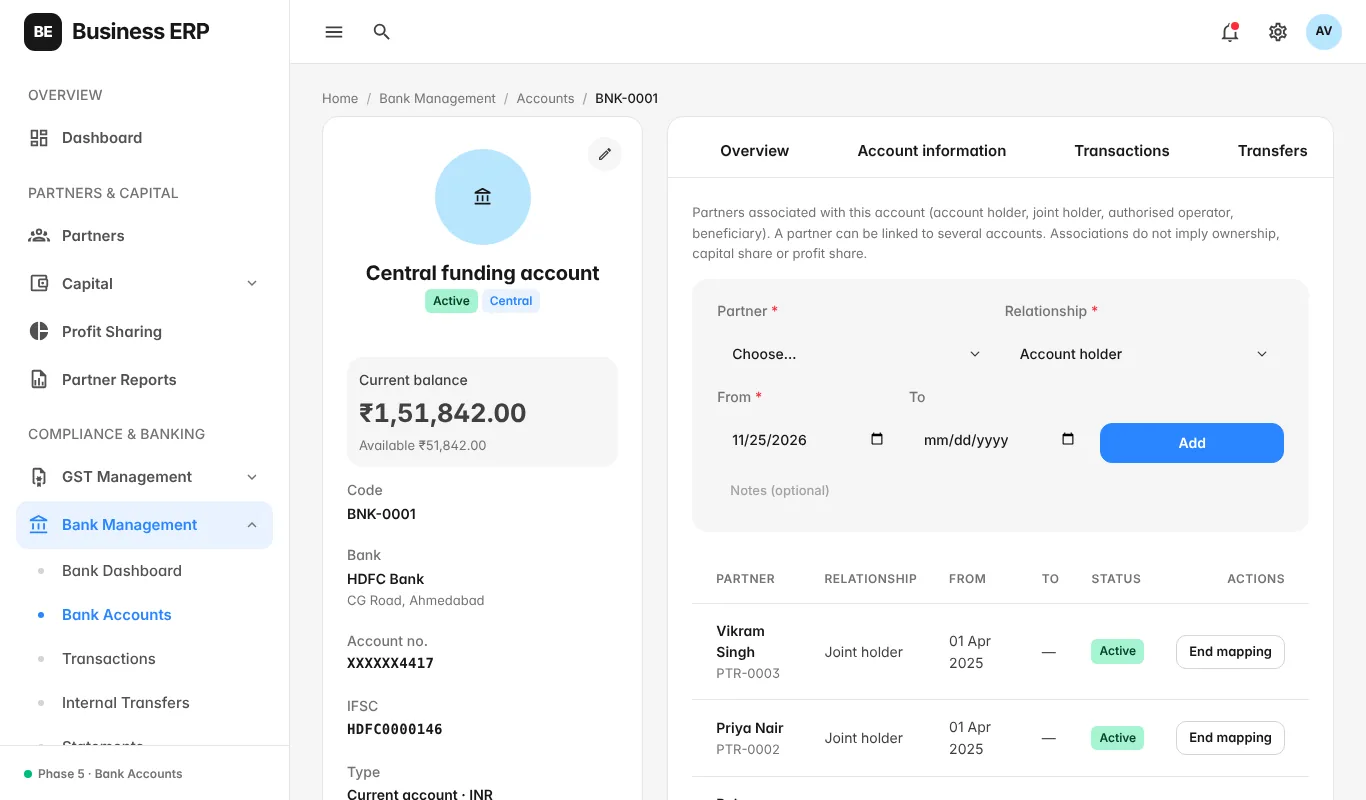 BE Business ERP
AV
OVERVIEW
Dashboard
PARTNERS & CAPITAL
Partners
Capital
Profit Sharing
Partner Reports
COMPLIANCE & BANKING
GST Management
Bank Management
Bank Dashboard
Bank Accounts
Transactions
Internal Transfers
Statements
Phase 5 · Bank Accounts
Home / Bank Management / Accounts / BNK-0001
Central funding account
Active Central
Current balance
₹1,51,842.00
Available ₹51,842.00
Code
BNK-0001
Bank
HDFC Bank
CG Road, Ahmedabad
Account no.
XXXXXX4417
IFSC
HDFC0000146
Type
Current account · INR
Overview Account information Transactions Transfers
Partners associated with this account (account holder, joint holder, authorised operator,
beneficiary). A partner can be linked to several accounts. Associations do not imply ownership,
capital share or profit share.
Partner * Relationship *
Choose... Account holder
From * To
11/25/2026 mm/dd/yyyy Add
Notes (optional)
PARTNER RELATIONSHIP FROM TO STATUS ACTIONS
Vikram
Singh
PTR-0003
Joint holder
01 Apr
2025
—
Active
End mapping
Priya Nair
PTR-0002
Joint holder
01 Apr
2025
—
Active
End mapping